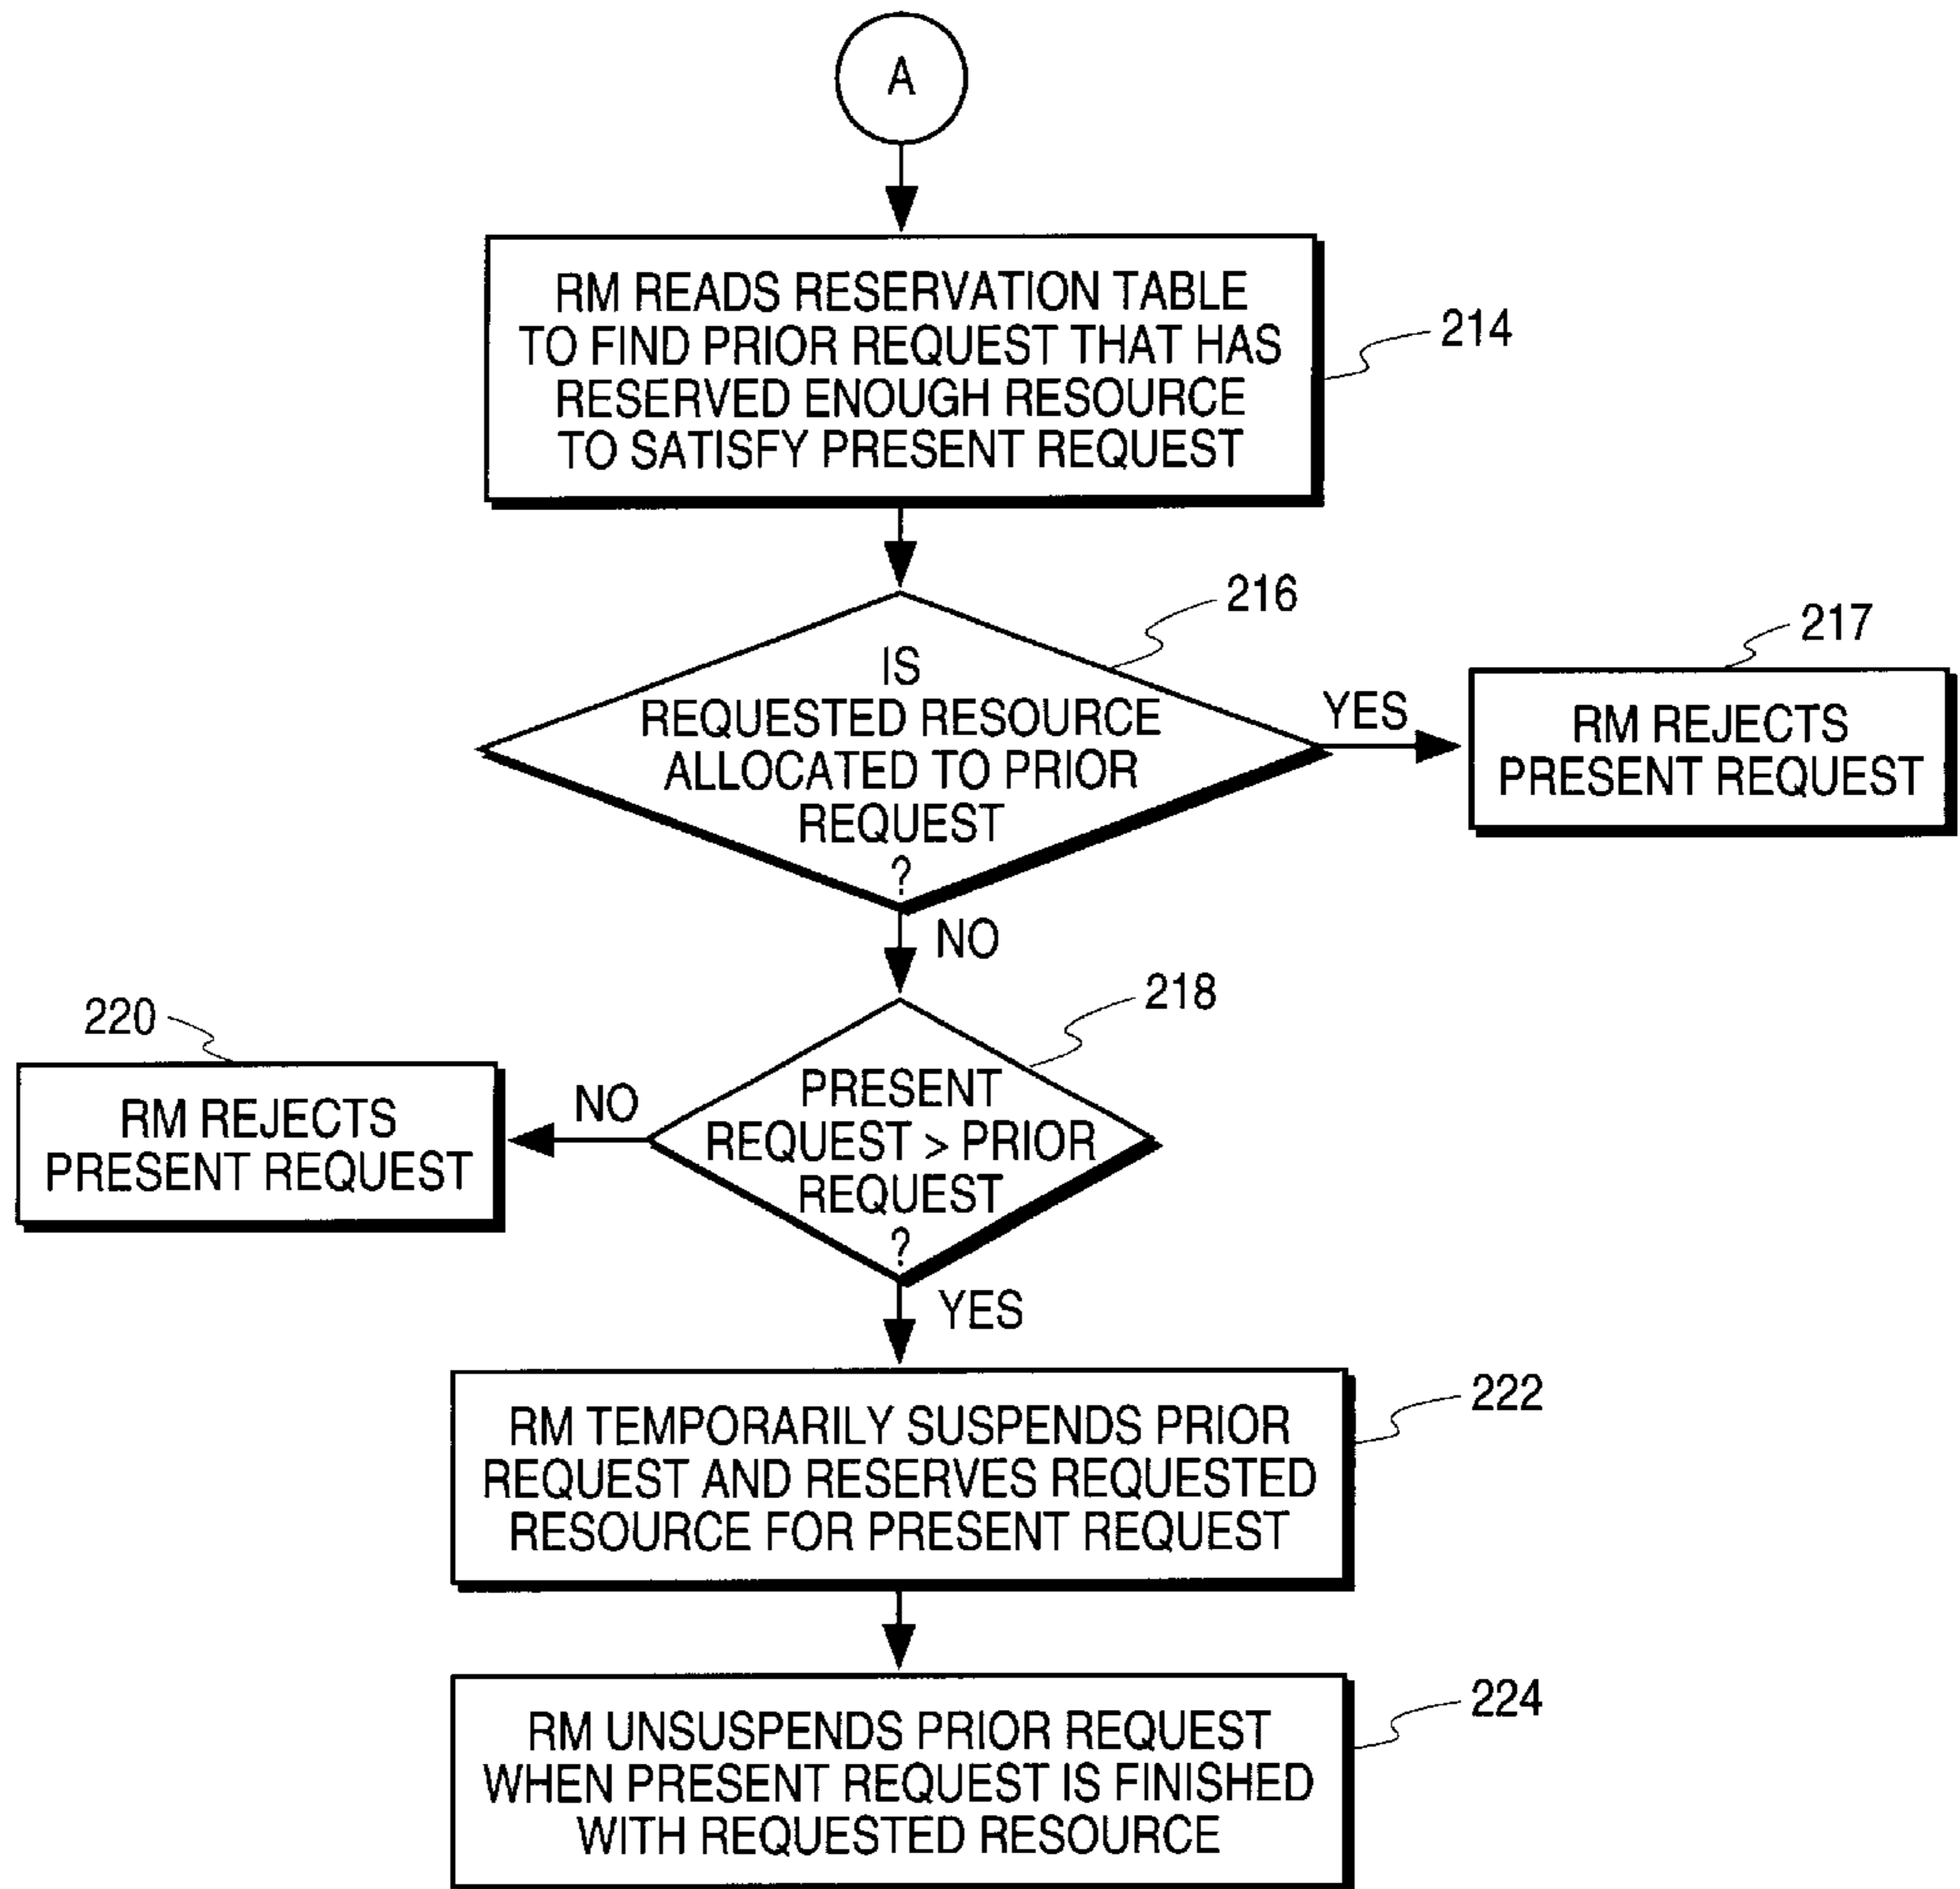 A
RM READS RESERVATION TABLE
TO FIND PRIOR REQUEST THAT HAS
RESERVED ENOUGH RESOURCE
TO SATISFY PRESENT REQUEST
214
216
IS
REQUESTED RESOURCE
ALLOCATED TO PRIOR
REQUEST
?
YES
217
RM REJECTS
PRESENT REQUEST
NO
218
PRESENT
REQUEST > PRIOR
REQUEST
?
NO
220
RM REJECTS
PRESENT REQUEST
YES
222
RM TEMPORARILY SUSPENDS PRIOR
REQUEST AND RESERVES REQUESTED
RESOURCE FOR PRESENT REQUEST
224
RM UNSUSPENDS PRIOR REQUEST
WHEN PRESENT REQUEST IS FINISHED
WITH REQUESTED RESOURCE